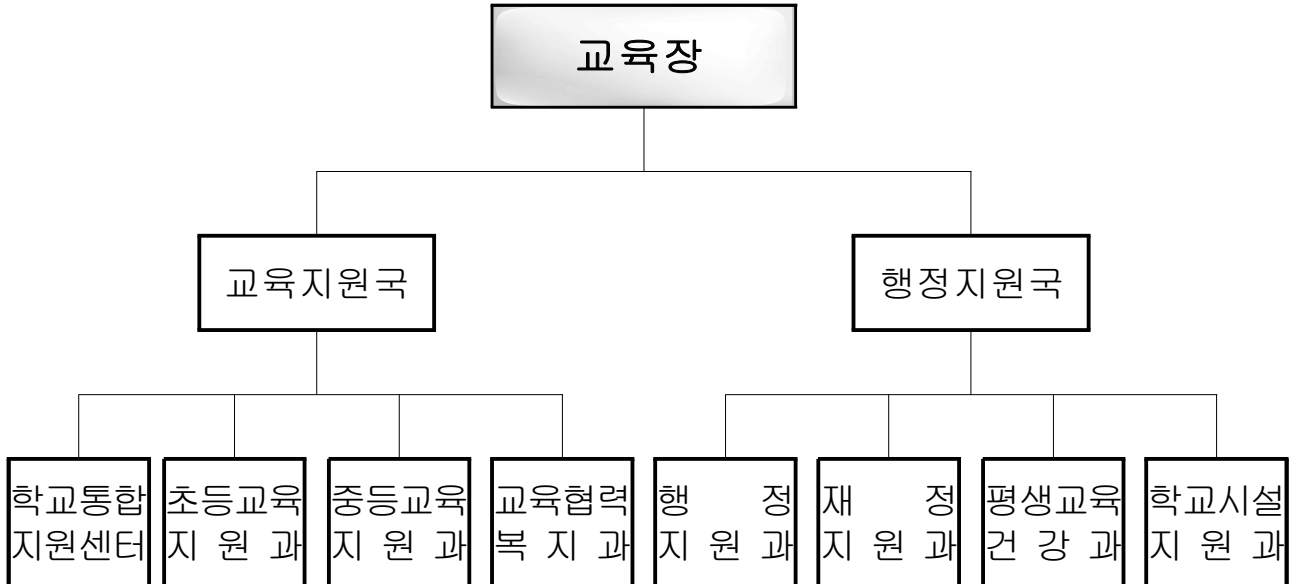 교육장
교육지원국
행정지원국
학교통합
지원센터
초등교육
지 원 과
중등교육
지 원 과
교육협력
복 지 과
행 정
지 원 과
재 정
지 원 과
평생교육
건 강 과
학교시설
지 원 과